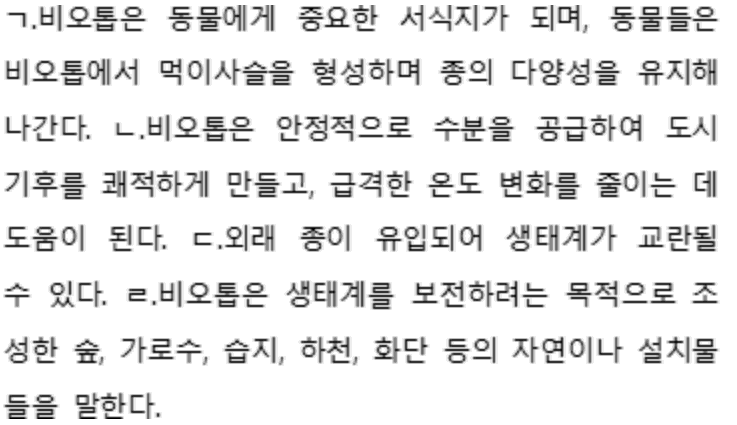 ㄱ.비오톱은 동물에게 중요한 서식지가 되며, 동물들은
비오톱에서 먹이사슬을 형성하며 종의 다양성을 유지해
나간다. ㄴ.비오톱은 안정적으로 수분을 공급하여 도시
기후를 쾌적하게 만들고, 급격한 온도 변화를 줄이는 데
도움이 된다. ㄷ.외래 종이 유입되어 생태계가 교란될
수 있다. ㄹ.비오톱은 생태계를 보전하려는 목적으로 조
성한 숲, 가로수, 습지, 하천, 화단 등의 자연이나 설치물
들을 말한다.